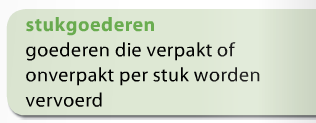 stukgoederen
goederen die verpakt of
onverpakt per stuk worden
vervoerd